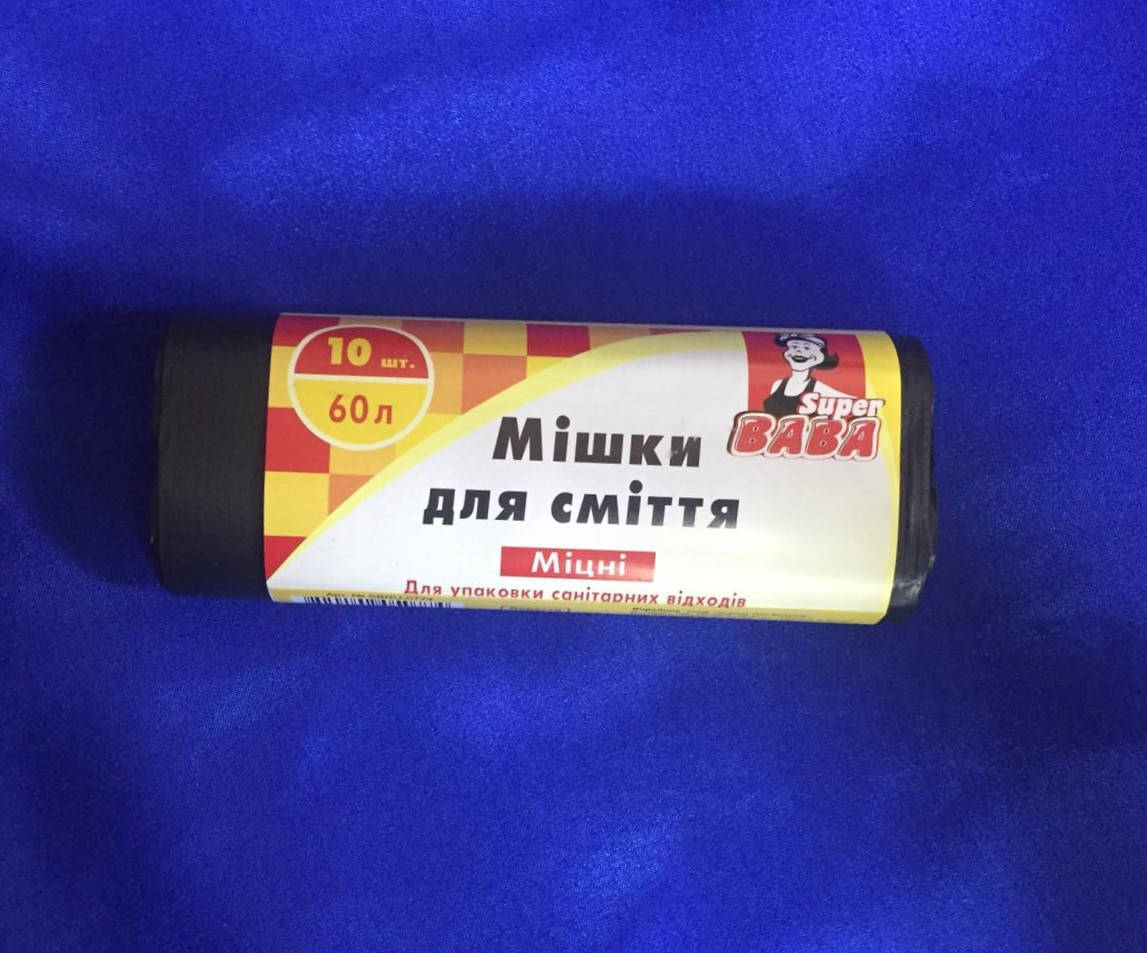 10 шт.
60 л
Super
BABA
Мішки
для сміття
Міцні
Для упаковки санітарних відходів